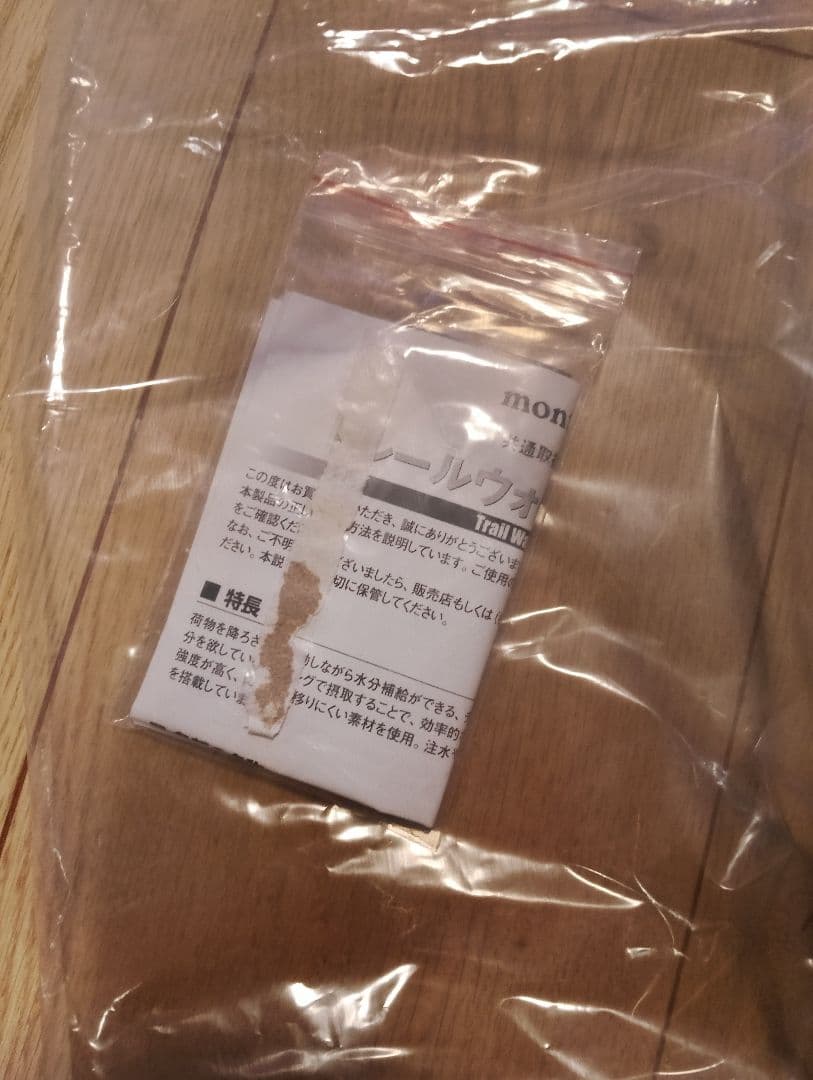 mon
共通取
ールウォ
Trail W
この度はお買 いただき、誠にありがとうござい
本製品の正し 方法を説明しています。ご使用の
をご確認くだ
なお、ご不明 ございましたら、販売店もしくは
ださい。本説 切に保管してください。
■ 特長
荷物を降ろさ 動しながら水分補給ができる、
分を欲してい グで摂取することで、効率的
強度が高く、 移りにくい素材を使用。注水
を搭載していま